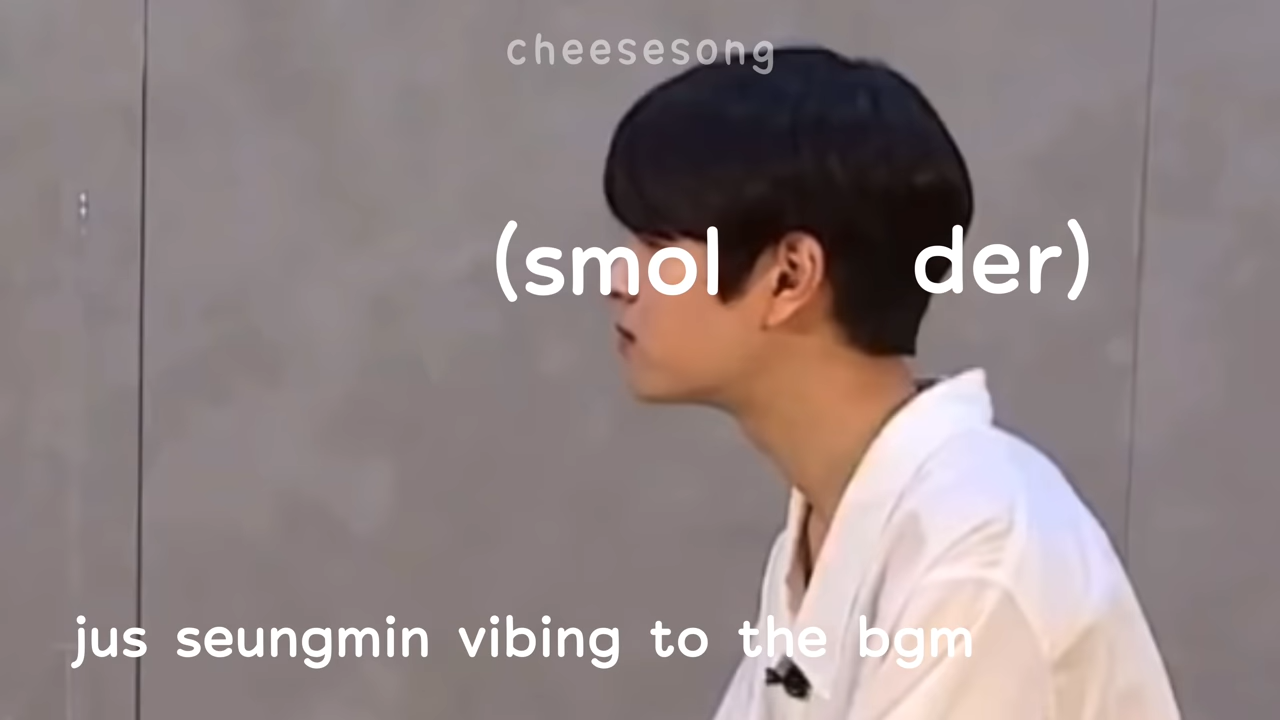 cheesesong
(smol der)
jus seungmin vibing to the bgm